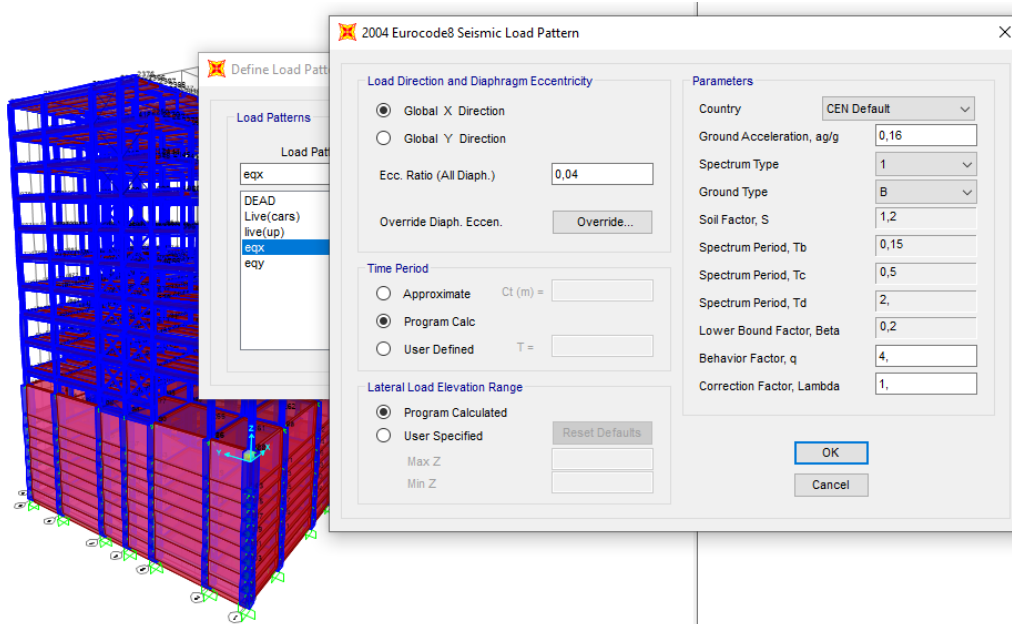 2004 Eurocode8 Seismic Load Pattern
Define Load Patt
Load Patterns
Load Patt
eqx
DEAD
Live(cars)
live(up)
eqx
eqy
Load Direction and Diaphragm Eccentricity
Global X Direction
Global Y Direction
Ecc. Ratio (All Diaph.) 0,04
Override Diaph. Eccen. Override...
Time Period
Approximate Ct (m) =
Program Calc
User Defined T =
Lateral Load Elevation Range
Program Calculated
User Specified Reset Defaults
Max Z
Min Z
Parameters
Country CEN Default
Ground Acceleration, ag/g 0,16
Spectrum Type 1
Ground Type B
Soil Factor, S 1,2
Spectrum Period, Tb 0,15
Spectrum Period, Tc 0,5
Spectrum Period, Td 2,
Lower Bound Factor, Beta 0,2
Behavior Factor, q 4,
Correction Factor, Lambda 1,
OK
Cancel
Z
Y
X